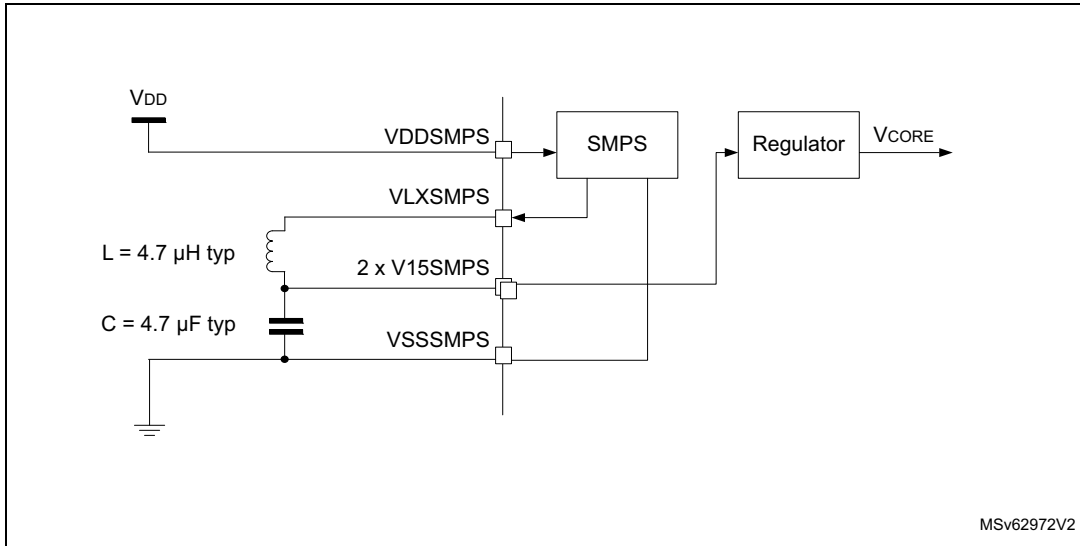 VDD
VDDSMPS
SMPS
Regulator
VCORE
VLXSMPS
L = 4.7 µH typ
2 x V15SMPS
C = 4.7 µF typ
VSSSMPS
MSv62972V2